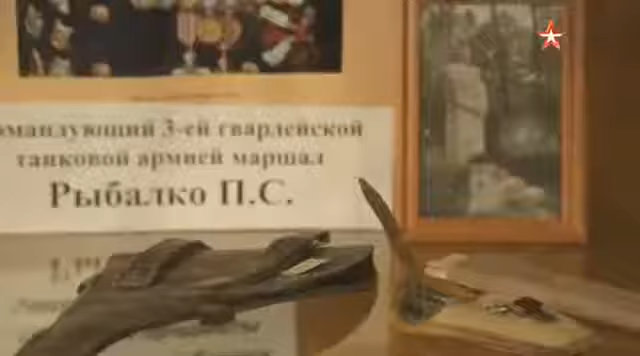 омандующий 3-ей гвардейской
танковой армией маршал
Рыбалко П.С.